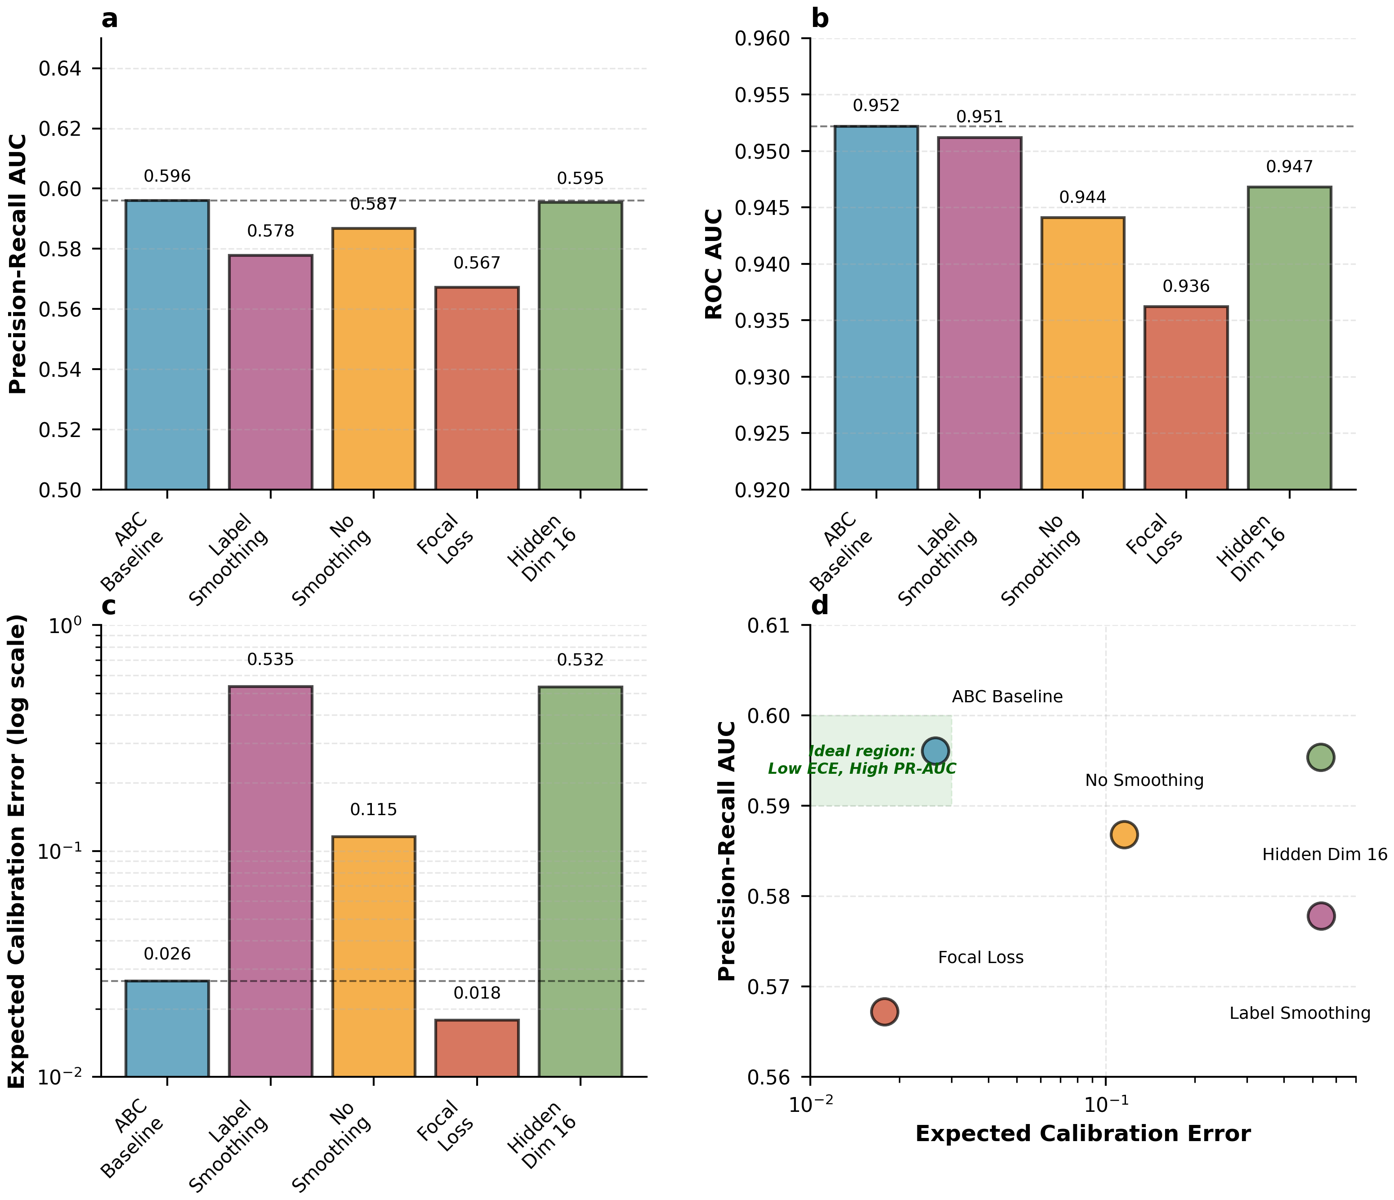 a
Precision-Recall AUC
0.64
0.62
0.60
0.58
0.56
0.54
0.52
0.50
0.596
0.578
0.587
0.567
0.595
ABC
Baseline
Label
Smoothing
No
Smoothing
Focal
Loss
Hidden
Dim 16
b
ROC AUC
0.960
0.955
0.950
0.945
0.940
0.935
0.930
0.925
0.920
0.952
0.951
0.944
0.936
0.947
ABC
Baseline
Label
Smoothing
No
Smoothing
Focal
Loss
Hidden
Dim 16
c
Expected Calibration Error (log scale)
10⁰
10⁻¹
10⁻²
0.026
0.535
0.115
0.018
0.532
ABC
Baseline
Label
Smoothing
No
Smoothing
Focal
Loss
Hidden
Dim 16
d
Precision-Recall AUC
0.61
0.60
0.59
0.58
0.57
0.56
ABC Baseline
Ideal region:
Low ECE, High PR-AUC
No Smoothing
Hidden Dim 16
Focal Loss
Label Smoothing
10⁻²
10⁻¹
Expected Calibration Error